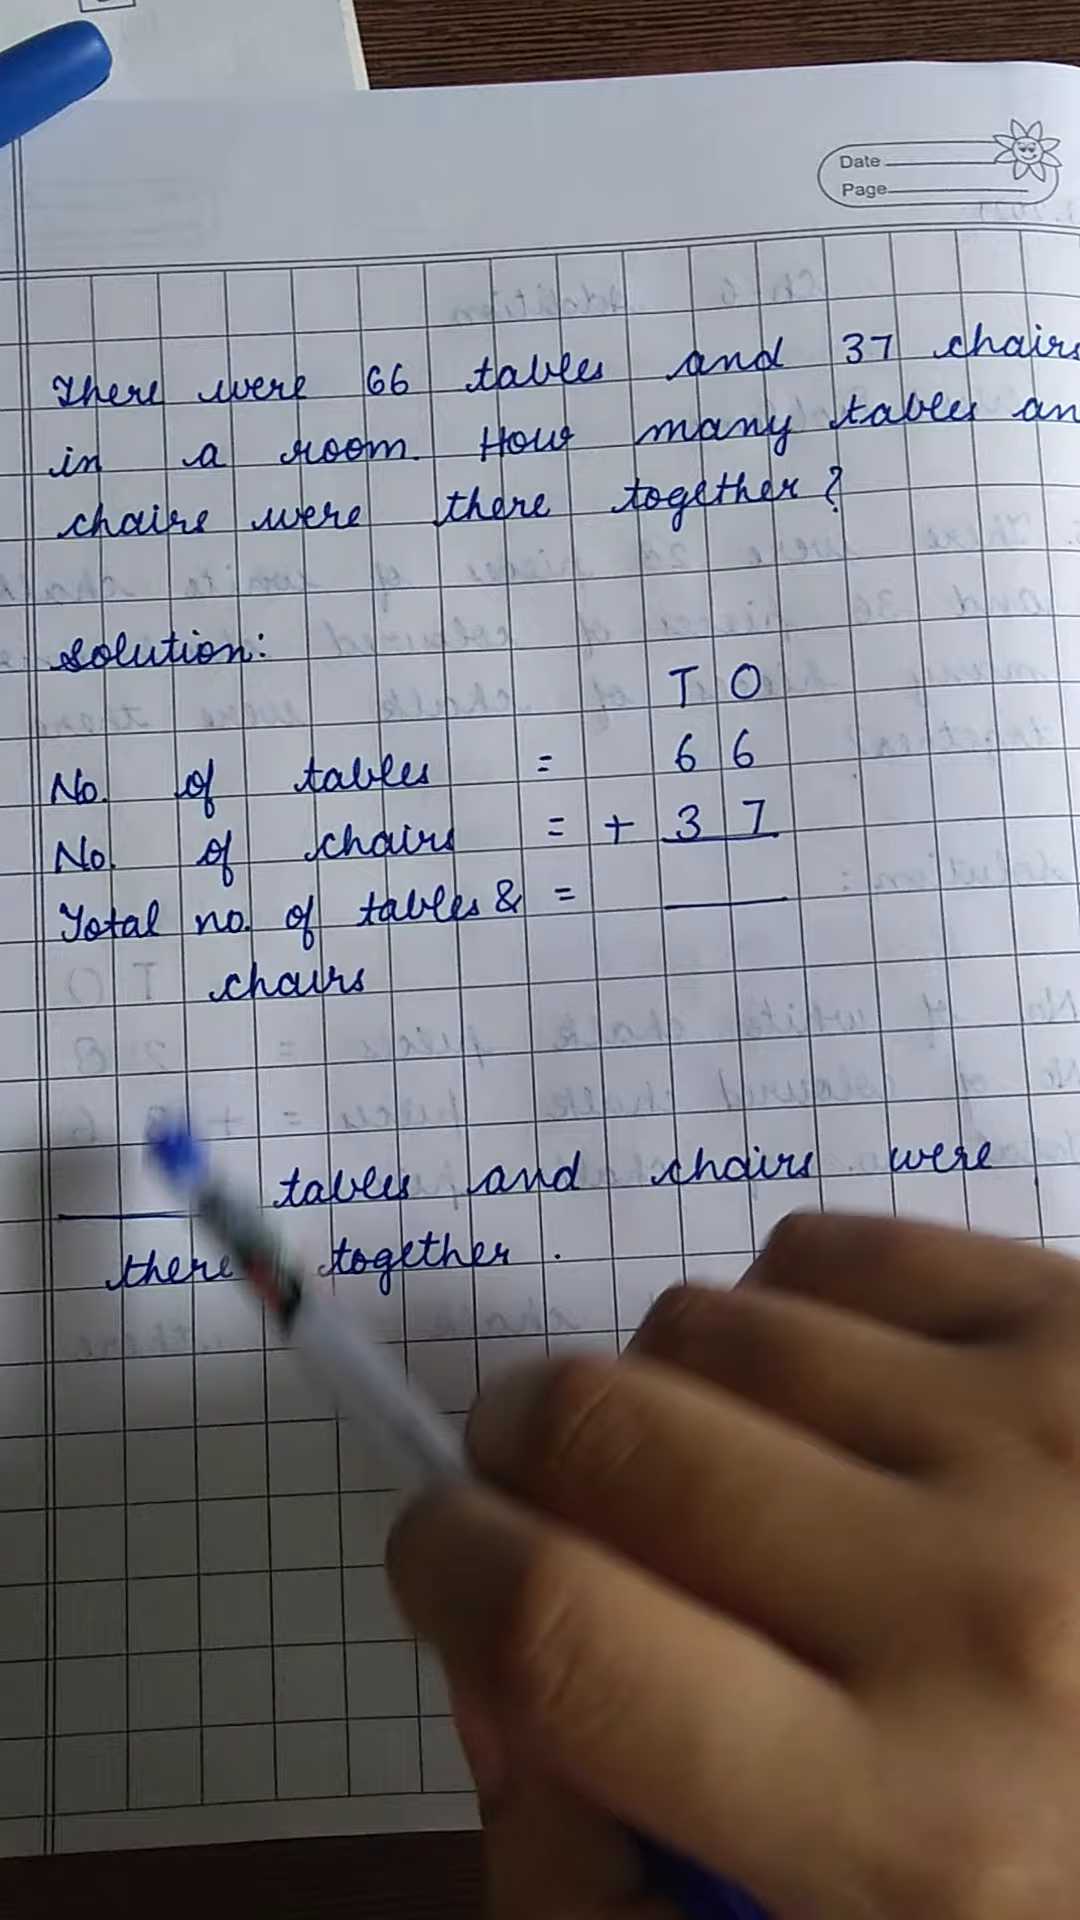 Date
Page
There were 66 tables and 37 chairs
in a room. How many tables an
chairs were there together?
Solution:
T O
No. of tables = 6 6
No. of chairs = + 3 7
Total no. of tables & =
chairs
tables and chairs were
there together.